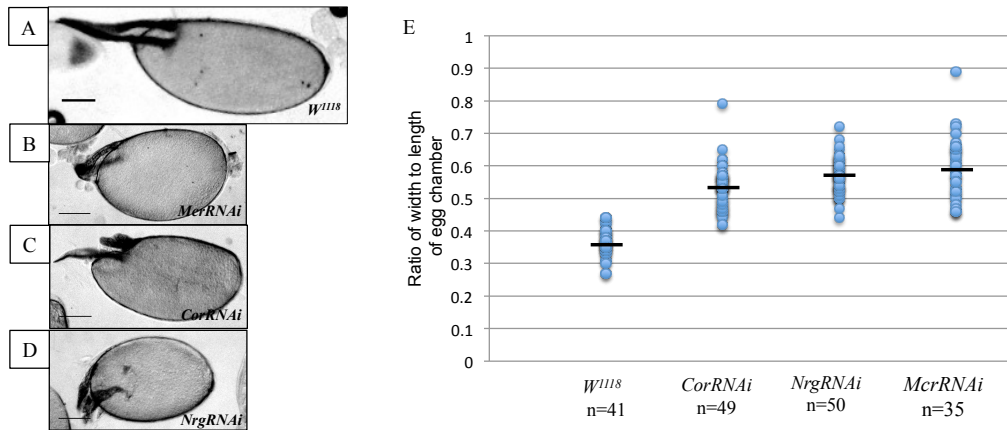 A
W1118
B
McrRNAi
C
CorRNAi
D
NrgRNAi
E
Ratio of width to length
of egg chamber
1
0.9
0.8
0.7
0.6
0.5
0.4
0.3
0.2
0.1
0
W1118 CorRNAi NrgRNAi McrRNAi
n=41 n=49 n=50 n=35